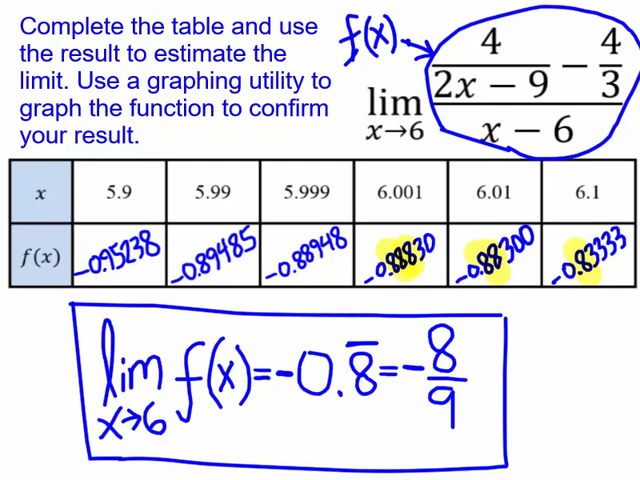 Complete the table and use
the result to estimate the
limit. Use a graphing utility to
graph the function to confirm
your result.
f(x)
4
2x − 9
− 4
3
lim
x→6
x − 6
x 5.9 5.99 5.999 6.001 6.01 6.1
f(x) -0.95238 -0.89485 -0.88948 -0.88830 -0.88300 -0.83333
lim f(x) = -0.8̅ = -8/9
x→6